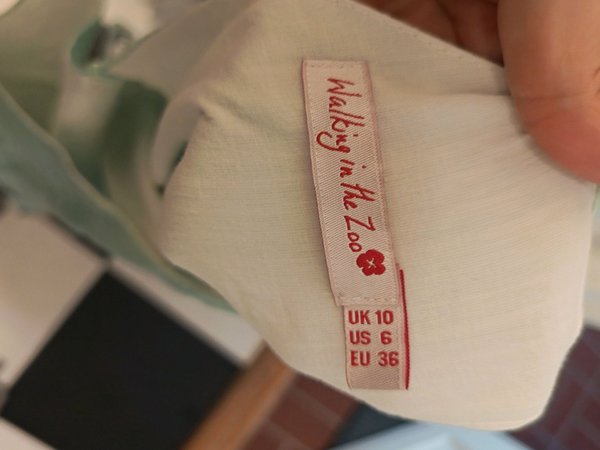 Walking in the Zoo
UK 10
US 6
EU 36